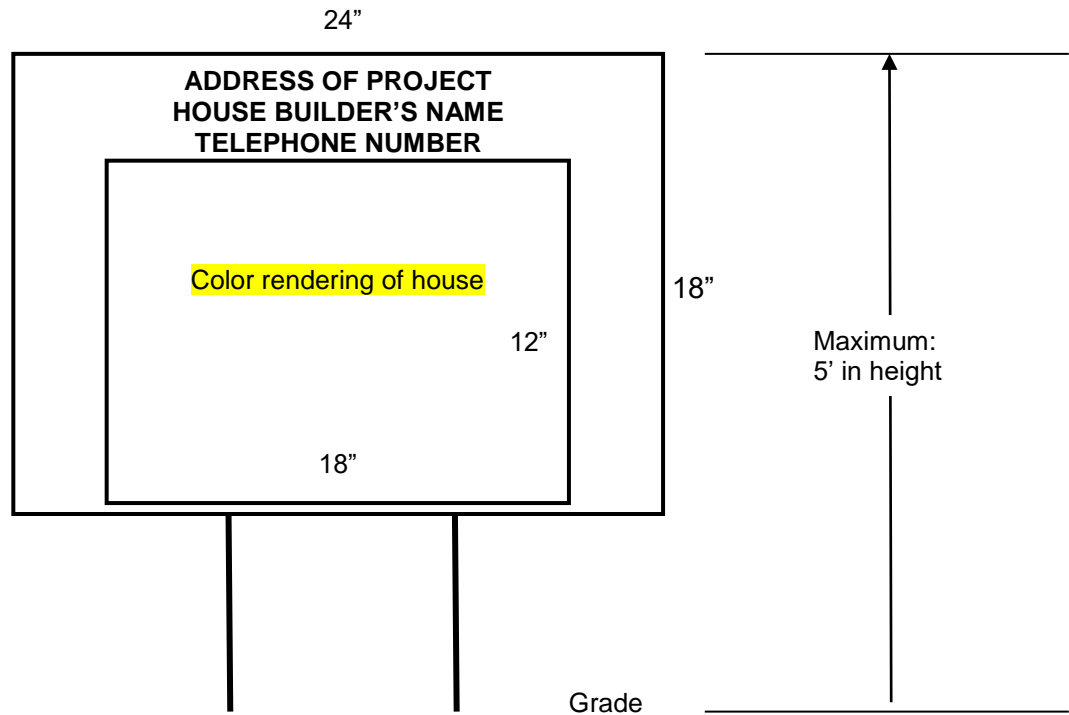 24”
ADDRESS OF PROJECT
HOUSE BUILDER’S NAME
TELEPHONE NUMBER
Color rendering of house
18”
12”
Maximum:
5’ in height
18”
Grade